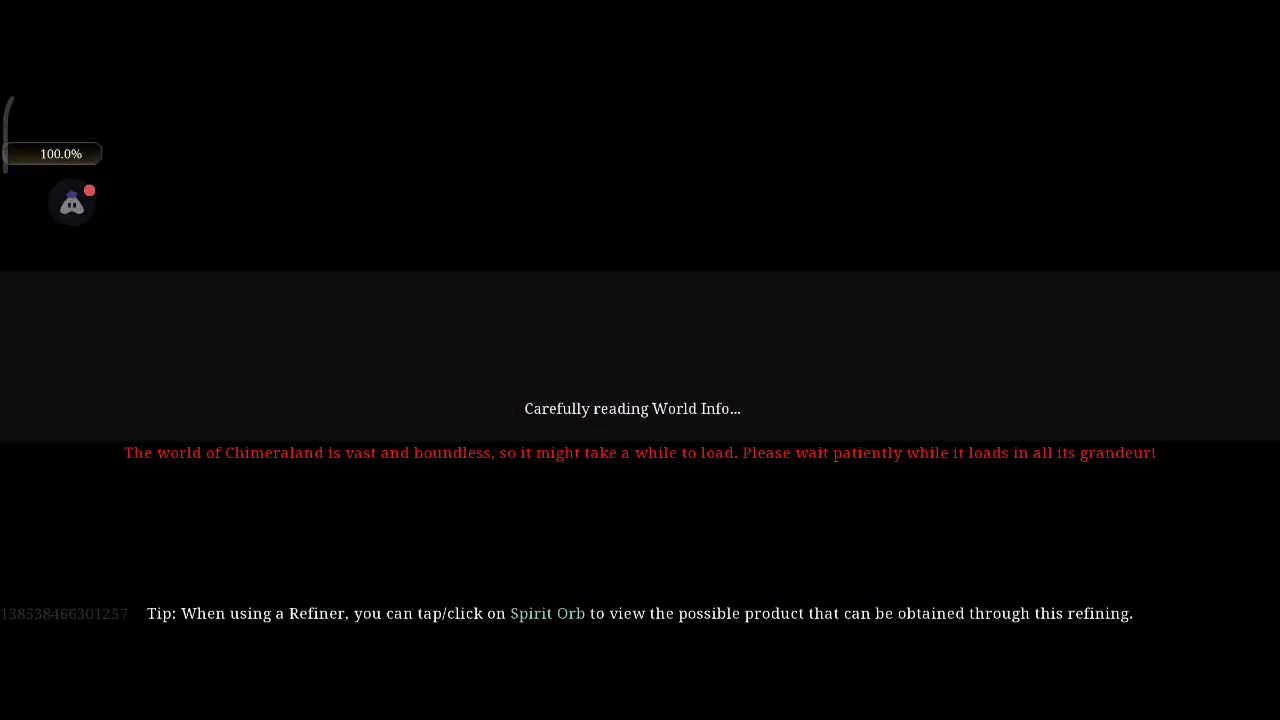 100.0%
Carefully reading World Info...
The world of Chimeraland is vast and boundless, so it might take a while to load. Please wait patiently while it loads in all its grandeur!
138538466301257
Tip: When using a Refiner, you can tap/click on Spirit Orb to view the possible product that can be obtained through this refining.